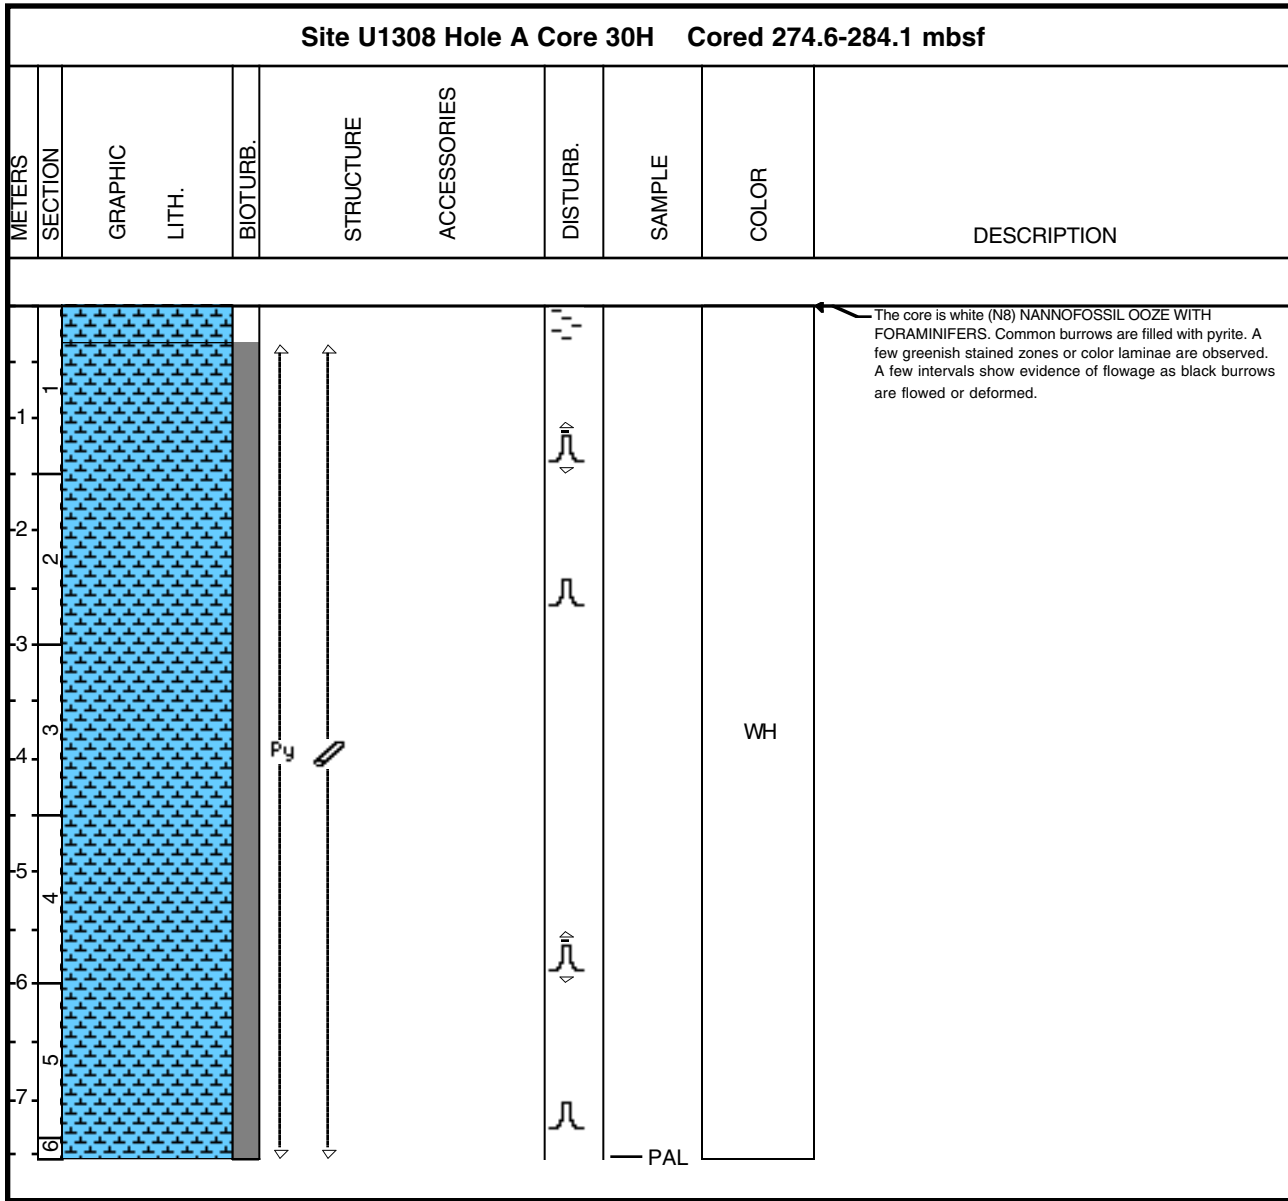 Site U1308 Hole A Core 30H Cored 274.6-284.1 mbsf
METERS
SECTION
GRAPHIC
LITH.
BIOTURB.
STRUCTURE
ACCESSORIES
DISTURB.
SAMPLE
COLOR
DESCRIPTION
The core is white (N8) NANNOFOSSIL OOZE WITH
FORAMINIFERS. Common burrows are filled with pyrite. A
few greenish stained zones or color laminae are observed.
A few intervals show evidence of flowage as black burrows
are flowed or deformed.
1
1
2
2
3
3
WH
4
Py
5
4
6
5
7
6
PAL